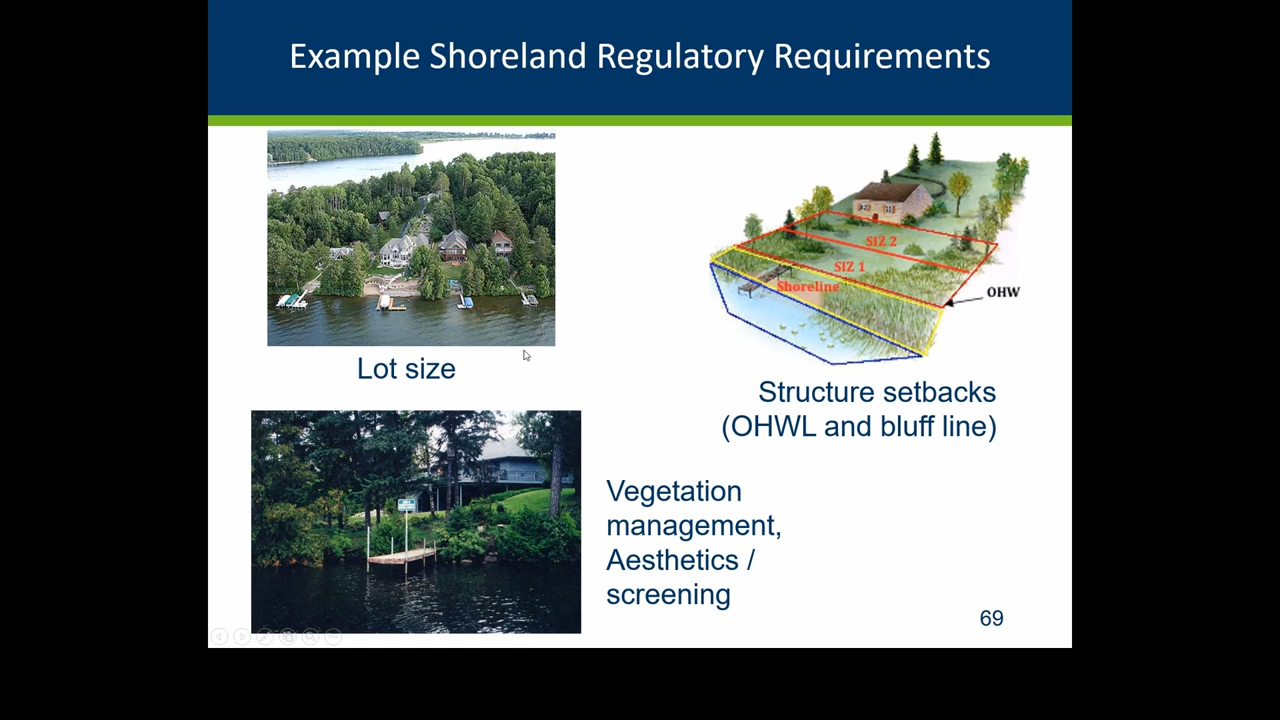 Example Shoreland Regulatory Requirements
SIZ 2
SIZ 1
Shoreline
OHW
Lot size
Structure setbacks
(OHWL and bluff line)
Vegetation
management,
Aesthetics /
screening
69